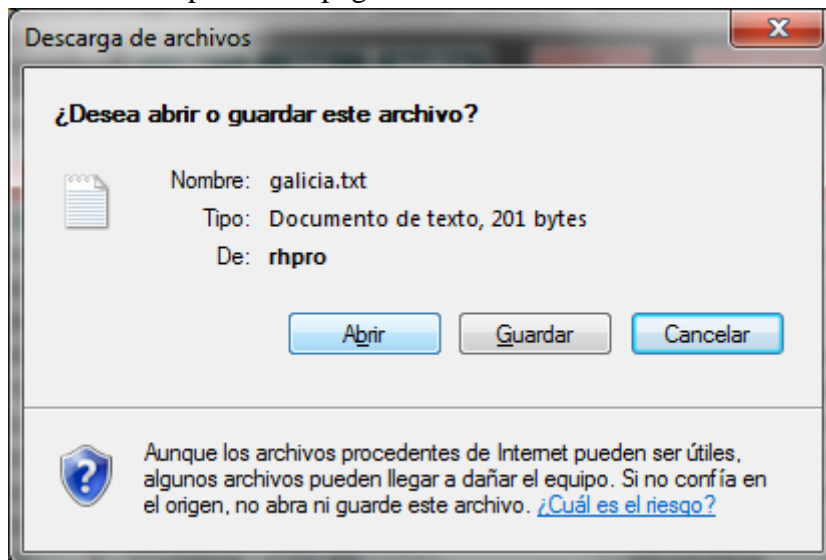 Descarga de archivos
¿Desea abrir o guardar este archivo?
Nombre: galicia.txt
Tipo: Documento de texto, 201 bytes
De: rhpro
Abrir Guardar Cancelar
Aunque los archivos procedentes de Internet pueden ser útiles,
algunos archivos pueden llegar a dañar el equipo. Si no confía en
el origen, no abra ni guarde este archivo. ¿Cuál es el riesgo?